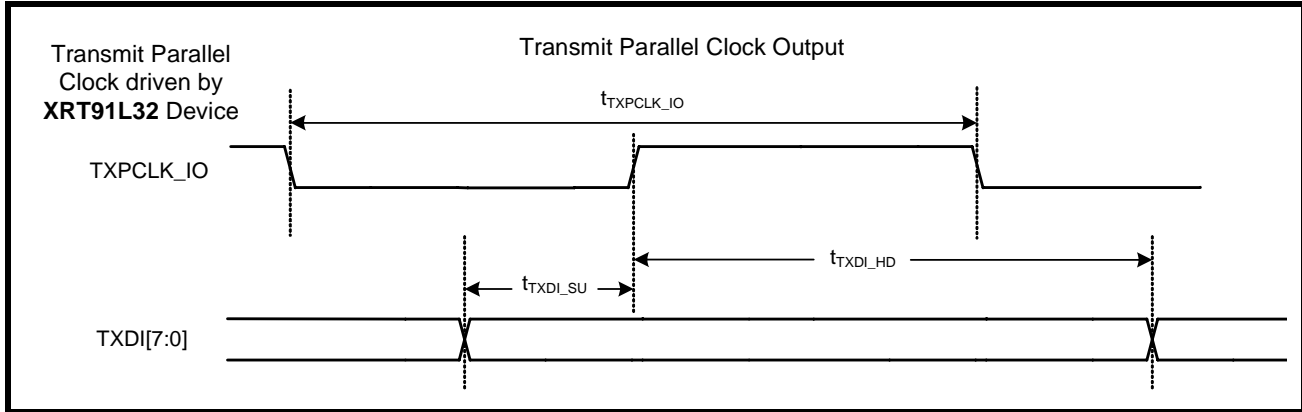 Transmit Parallel
Clock driven by
XRT91L32 Device
Transmit Parallel Clock Output
tTXPCLK_IO
TXPCLK_IO
tTXDI_SU
tTXDI_HD
TXDI[7:0]